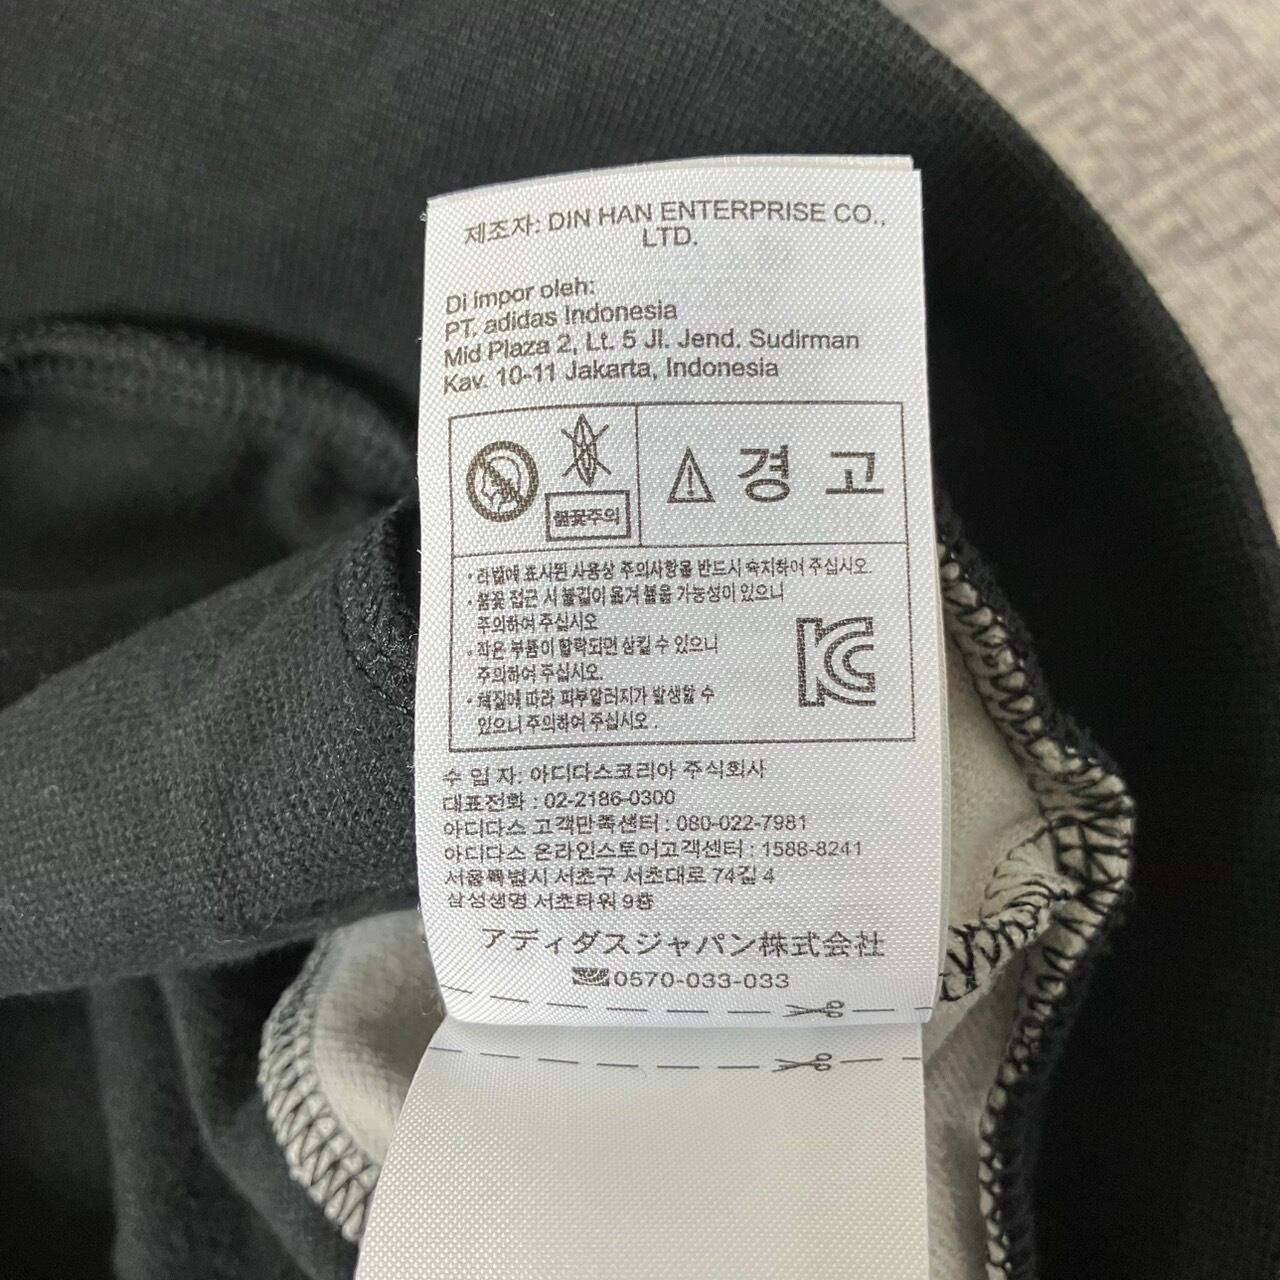 제조자: DIN HAN ENTERPRISE CO.,
LTD.
Di impor oleh:
PT. adidas Indonesia
Mid Plaza 2, Lt. 5 Jl. Jend. Sudirman
Kav. 10-11 Jakarta, Indonesia
불꽃주의
경 고
· 라벨에 표시된 사용상 주의사항을 반드시 숙지하여 주십시오.
· 불꽃 접근 시 불길이 옮겨 붙을 가능성이 있으니
주의하여 주십시오
· 작은 부품이 탈락되면 삼킬 수 있으니
주의하여 주십시오.
· 체질에 따라 피부알러지가 발생할 수
있으니 주의하여 주십시오 .
수 입 자: 아디다스코리아 주식회사
대표전화 : 02-2186-0300
아디다스 고객만족센터 : 080-022-7981
아디다스 온라인스토어고객센터 : 1588-8241
서울특별시 서초구 서초대로 74길 4
삼성생명 서초타워 9층
アディダスジャパン株式会社
0570-033-033